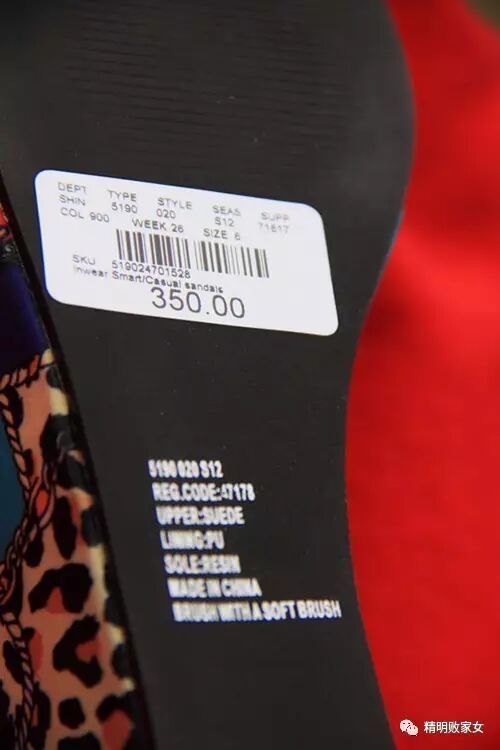 DEPT TYPE STYLE SEAS SUPP
SHIN 5190 020 S12 71817
COL 900 WEEK 26 SIZE 6
SKU 519024701528
Inwear Smart/Casual sandals
350.00
5190 020 S12
REG.CODE:47178
UPPER:SUEDE
LINING:PU
SOLE:RESIN
MADE IN CHINA
BRUSH WITH A SOFT BRUSH
精明败家女